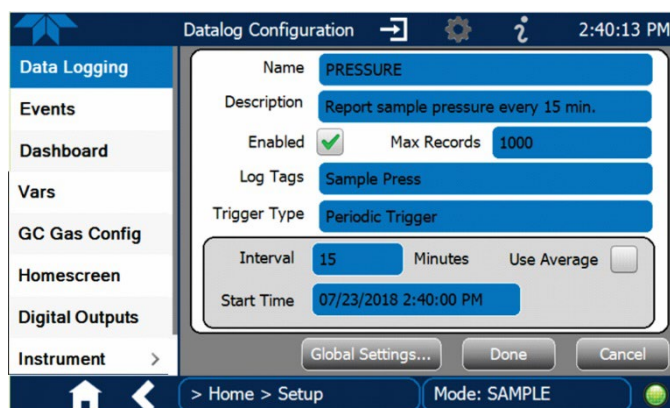 Datalog Configuration 2:40:13 PM
Data Logging
Events
Dashboard
Vars
GC Gas Config
Homescreen
Digital Outputs
Instrument >
Name PRESSURE
Description Report sample pressure every 15 min.
Enabled Max Records 1000
Log Tags Sample Press
Trigger Type Periodic Trigger
Interval 15 Minutes Use Average
Start Time 07/23/2018 2:40:00 PM
Global Settings... Done Cancel
> Home > Setup Mode: SAMPLE